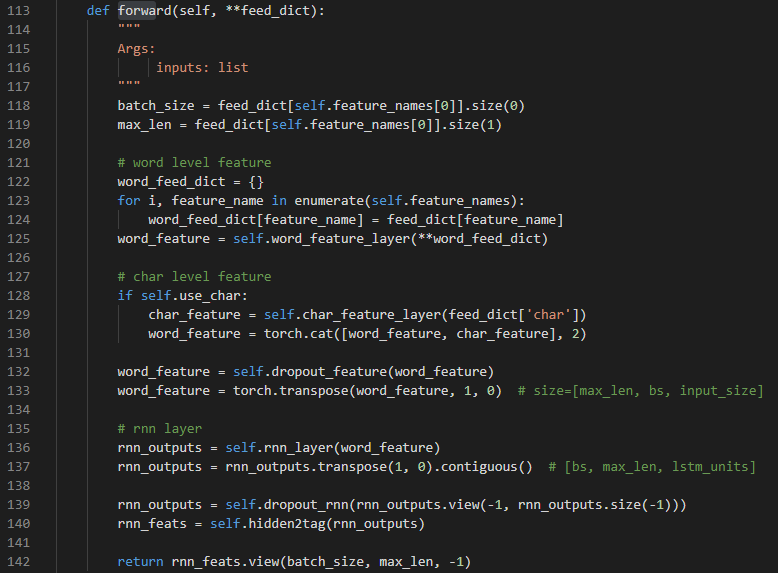 113 def forward(self, **feed_dict):
114 """
115 Args:
116 inputs: list
117 """
118 batch_size = feed_dict[self.feature_names[0]].size(0)
119 max_len = feed_dict[self.feature_names[0]].size(1)
120
121 # word level feature
122 word_feed_dict = {}
123 for i, feature_name in enumerate(self.feature_names):
124 word_feed_dict[feature_name] = feed_dict[feature_name]
125 word_feature = self.word_feature_layer(**word_feed_dict)
126
127 # char level feature
128 if self.use_char:
129 char_feature = self.char_feature_layer(feed_dict['char'])
130 word_feature = torch.cat([word_feature, char_feature], 2)
131
132 word_feature = self.dropout_feature(word_feature)
133 word_feature = torch.transpose(word_feature, 1, 0)  # size=[max_len, bs, input_size]
134
135 # rnn layer
136 rnn_outputs = self.rnn_layer(word_feature)
137 rnn_outputs = rnn_outputs.transpose(1, 0).contiguous()  # [bs, max_len, lstm_units]
138
139 rnn_outputs = self.dropout_rnn(rnn_outputs.view(-1, rnn_outputs.size(-1)))
140 rnn_feats = self.hidden2tag(rnn_outputs)
141
142 return rnn_feats.view(batch_size, max_len, -1)